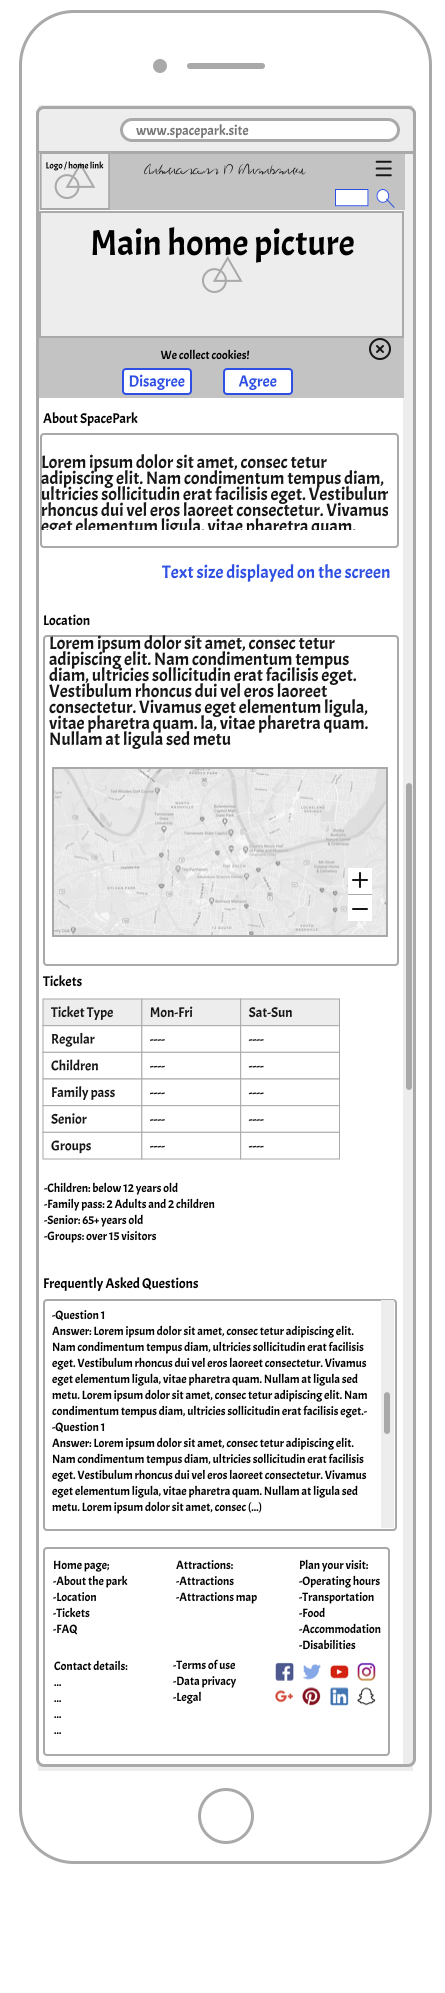 www.spacepark.site
Logo / home link
Main home picture
We collect cookies!
Disagree
Agree
About SpacePark
Lorem ipsum dolor sit amet, consec tetur
adipiscing elit. Nam condimentum tempus diam,
ultricies sollicitudin erat facilisis eget. Vestibulum
rhoncus dui vel eros laoreet consectetur. Vivamus
eget elementum ligula, vitae pharetra quam.
Text size displayed on the screen
Location
Lorem ipsum dolor sit amet, consec tetur
adipiscing elit. Nam condimentum tempus
diam, ultricies sollicitudin erat facilisis eget.
Vestibulum rhoncus dui vel eros laoreet
consectetur. Vivamus eget elementum ligula,
vitae pharetra quam. la, vitae pharetra quam.
Nullam at ligula sed metu
Tickets
Ticket Type Mon-Fri Sat-Sun
Regular ---- ----
Children ---- ----
Family pass ---- ----
Senior ---- ----
Groups ---- ----
-Children: below 12 years old
-Family pass: 2 Adults and 2 children
-Senior: 65+ years old
-Groups: over 15 visitors
Frequently Asked Questions
-Question 1
Answer: Lorem ipsum dolor sit amet, consec tetur adipiscing elit.
Nam condimentum tempus diam, ultricies sollicitudin erat facilisis
eget. Vestibulum rhoncus dui vel eros laoreet consectetur. Vivamus
eget elementum ligula, vitae pharetra quam. Nullam at ligula sed
metu. Lorem ipsum dolor sit amet, consec tetur adipiscing elit. Nam
condimentum tempus diam, ultricies sollicitudin erat facilisis eget.-
-Question 1
Answer: Lorem ipsum dolor sit amet, consec tetur adipiscing elit.
Nam condimentum tempus diam, ultricies sollicitudin erat facilisis
eget. Vestibulum rhoncus dui vel eros laoreet consectetur. Vivamus
eget elementum ligula, vitae pharetra quam. Nullam at ligula sed
metu. Lorem ipsum dolor sit amet, consec (...)
Home page;
-About the park
-Location
-Tickets
-FAQ
Attractions:
-Attractions
-Attractions map
Plan your visit:
-Operating hours
-Transportation
-Food
-Accommodation
-Disabilities
Contact details:
...
...
...
...
-Terms of use
-Data privacy
-Legal